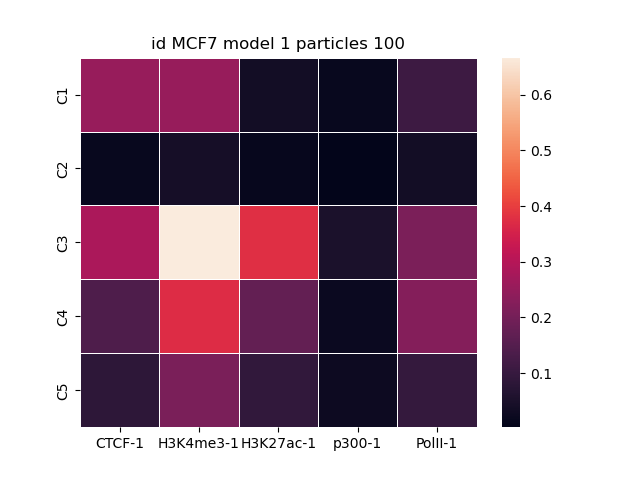 id MCF7 model 1 particles 100
C1
C2
C3
C4
C5
CTCF-1 H3K4me3-1 H3K27ac-1 p300-1 PolII-1
0.6
0.5
0.4
0.3
0.2
0.1